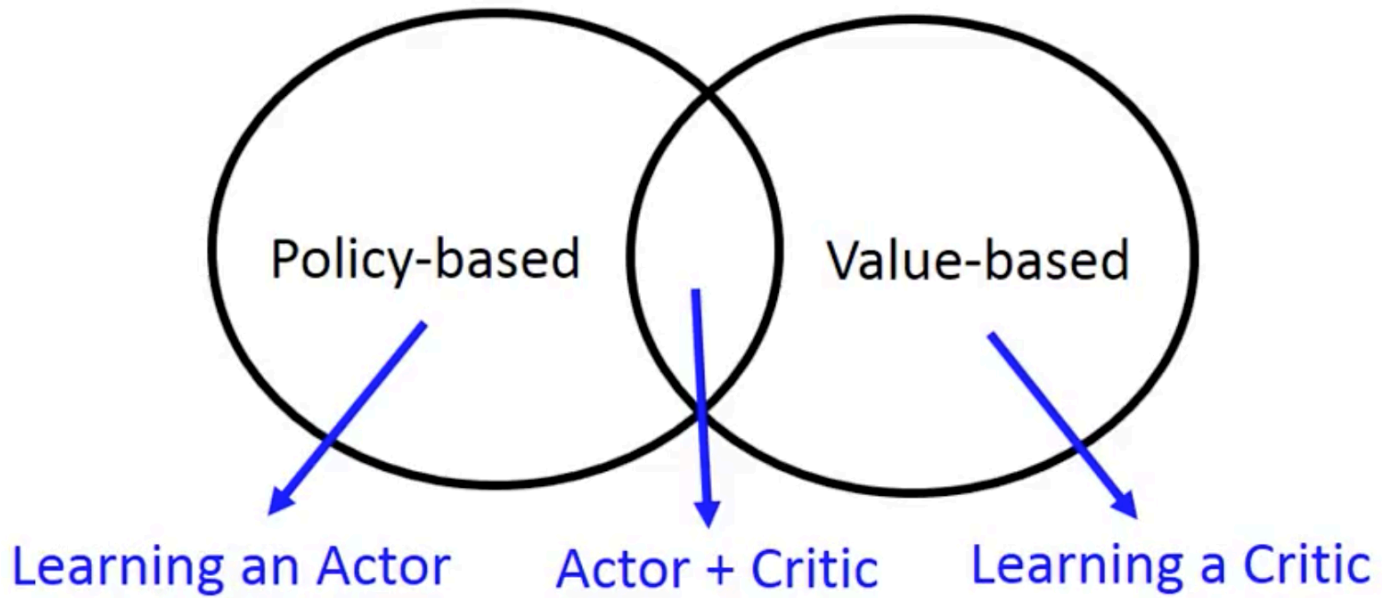 Policy-based
Value-based
Learning an Actor
Actor + Critic
Learning a Critic